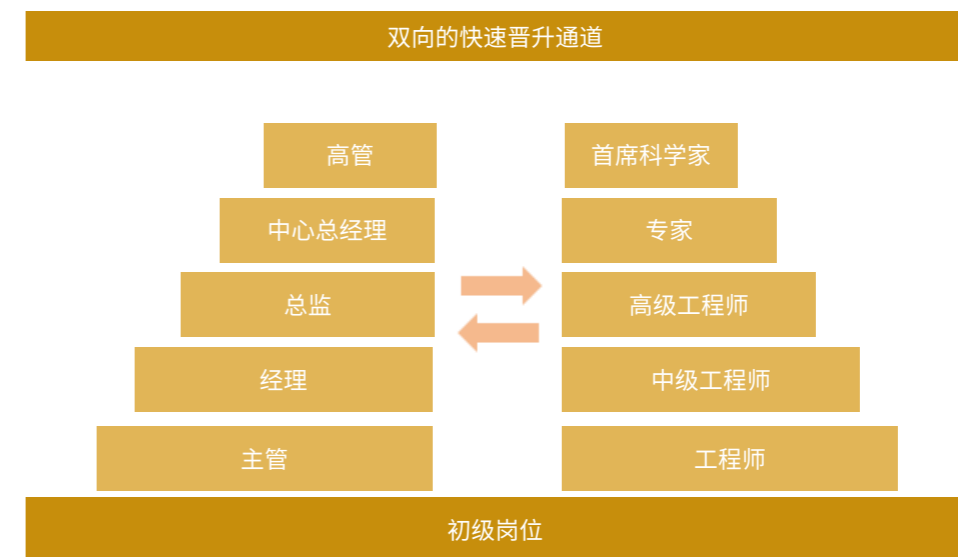 双向的快速晋升通道
高管
首席科学家
中心总经理
专家
总监
高级工程师
经理
中级工程师
主管
工程师
初级岗位